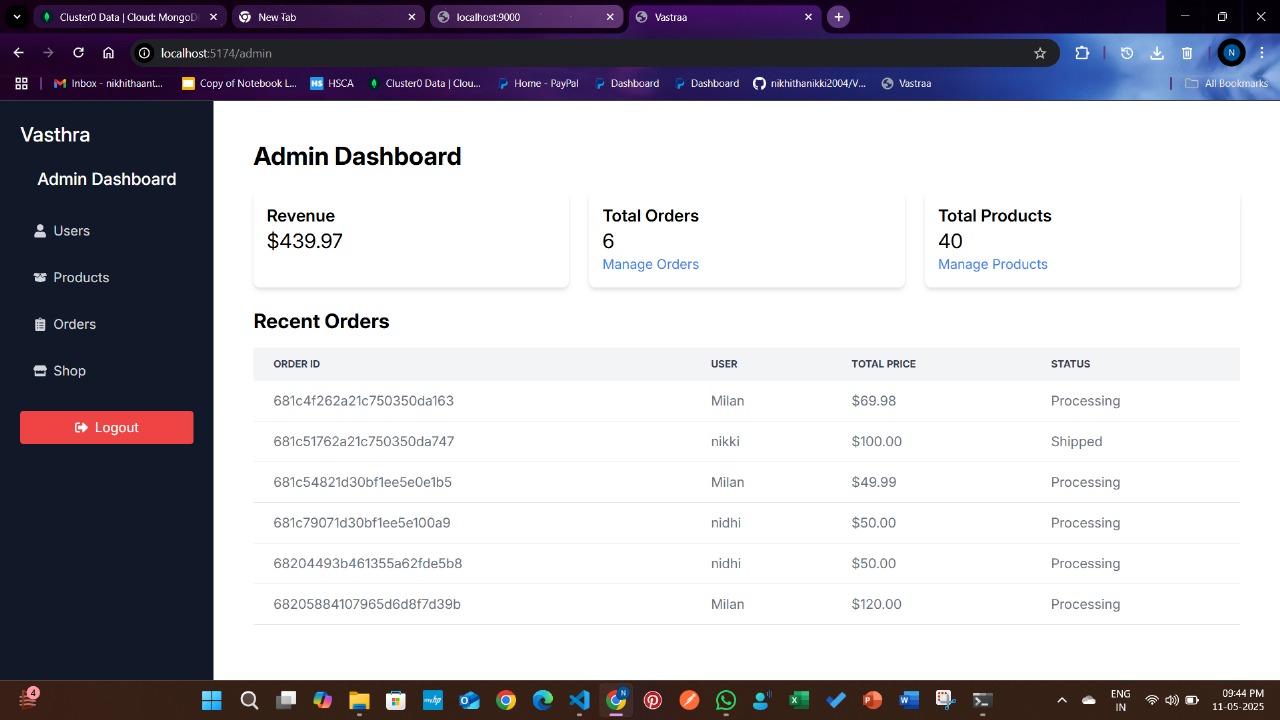 Cluster0 Data | Cloud: MongoD
New Tab
localhost:9000
Vastraa
localhost:5174/admin
Inbox - nikhithaant...
Copy of Notebook L...
HS HSCA
Cluster0 Data | Clou...
Home - PayPal
Dashboard
Dashboard
nikhithanikki2004/V...
Vastraa
All Bookmarks
N
Vasthra
Admin Dashboard
Users
Products
Orders
Shop
Logout
Admin Dashboard
Revenue
$439.97
Total Orders
6
Manage Orders
Total Products
40
Manage Products
Recent Orders
ORDER ID USER TOTAL PRICE STATUS
681c4f262a21c750350da163 Milan $69.98 Processing
681c51762a21c750350da747 nikki $100.00 Shipped
681c54821d30bf1ee5e0e1b5 Milan $49.99 Processing
681c79071d30bf1ee5e100a9 nidhi $50.00 Processing
68204493b461355a62fde5b8 nidhi $50.00 Processing
68205884107965d6d8f7d39b Milan $120.00 Processing
4
myhp
N
ENG
IN
09:44 PM
11-05-2025